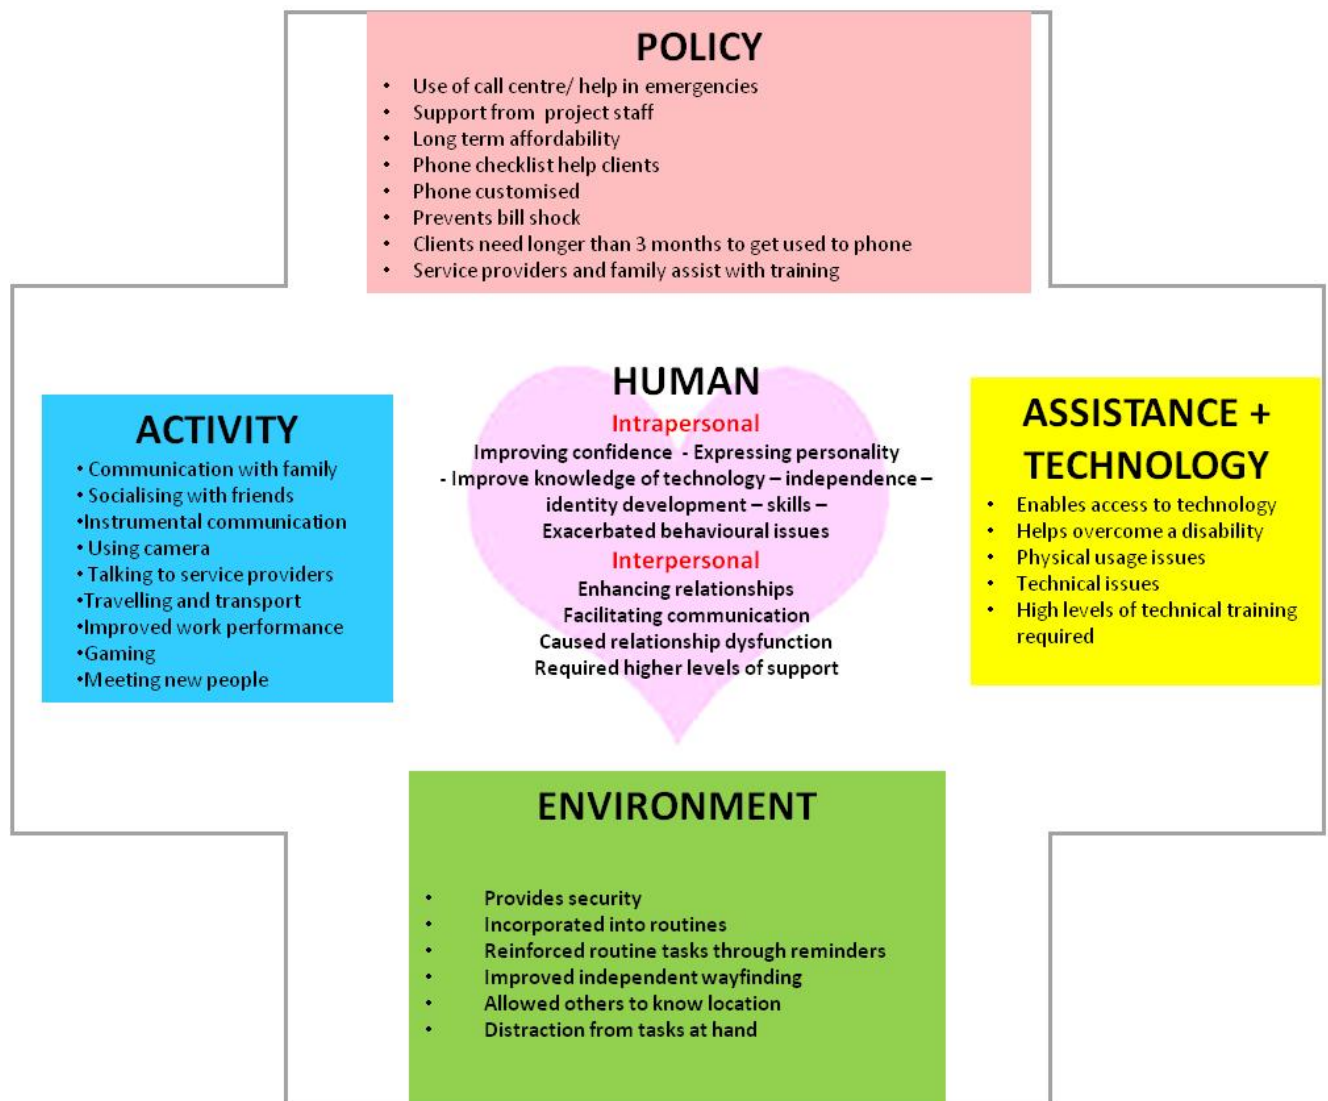 POLICY
• Use of call centre/ help in emergencies
• Support from project staff
• Long term affordability
• Phone checklist help clients
• Phone customised
• Prevents bill shock
• Clients need longer than 3 months to get used to phone
• Service providers and family assist with training
ACTIVITY
• Communication with family
• Socialising with friends
•Instrumental communication
• Using camera
• Talking to service providers
•Travelling and transport
•Improved work performance
•Gaming
•Meeting new people
HUMAN
Intrapersonal
Improving confidence - Expressing personality
- Improve knowledge of technology – independence –
identity development – skills –
Exacerbated behavioural issues
Interpersonal
Enhancing relationships
Facilitating communication
Caused relationship dysfunction
Required higher levels of support
ASSISTANCE +
TECHNOLOGY
• Enables access to technology
• Helps overcome a disability
• Physical usage issues
• Technical issues
• High levels of technical training
required
ENVIRONMENT
• Provides security
• Incorporated into routines
• Reinforced routine tasks through reminders
• Improved independent wayfinding
• Allowed others to know location
• Distraction from tasks at hand